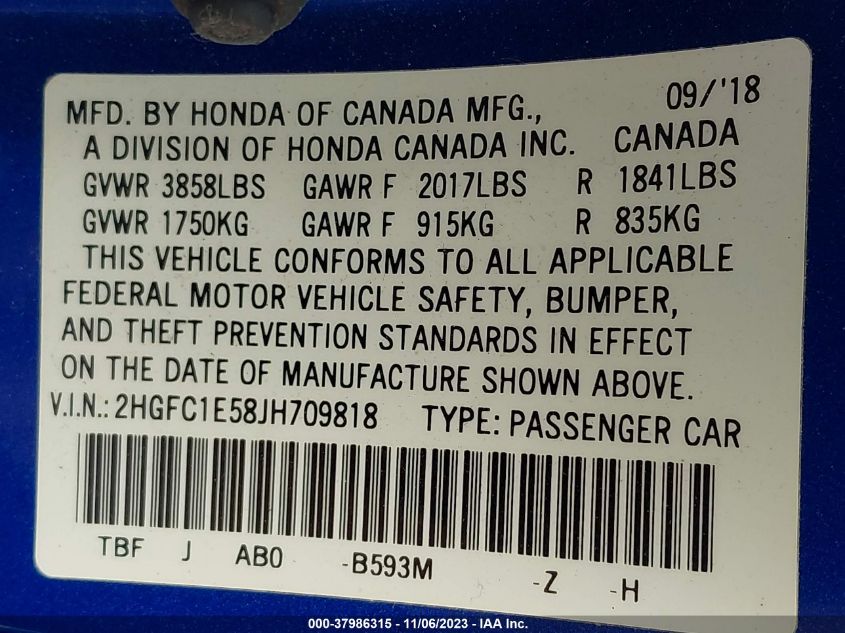 MFD. BY HONDA OF CANADA MFG., 09/'18
A DIVISION OF HONDA CANADA INC. CANADA
GVWR 3858LBS GAWR F 2017LBS R 1841LBS
GVWR 1750KG GAWR F 915KG R 835KG
THIS VEHICLE CONFORMS TO ALL APPLICABLE
FEDERAL MOTOR VEHICLE SAFETY, BUMPER,
AND THEFT PREVENTION STANDARDS IN EFFECT
ON THE DATE OF MANUFACTURE SHOWN ABOVE.
V.I.N.: 2HGFC1E58JH709818 TYPE: PASSENGER CAR
TBF J AB0 -B593M -Z -H
000-37986315 - 11/06/2023 - IAA Inc.